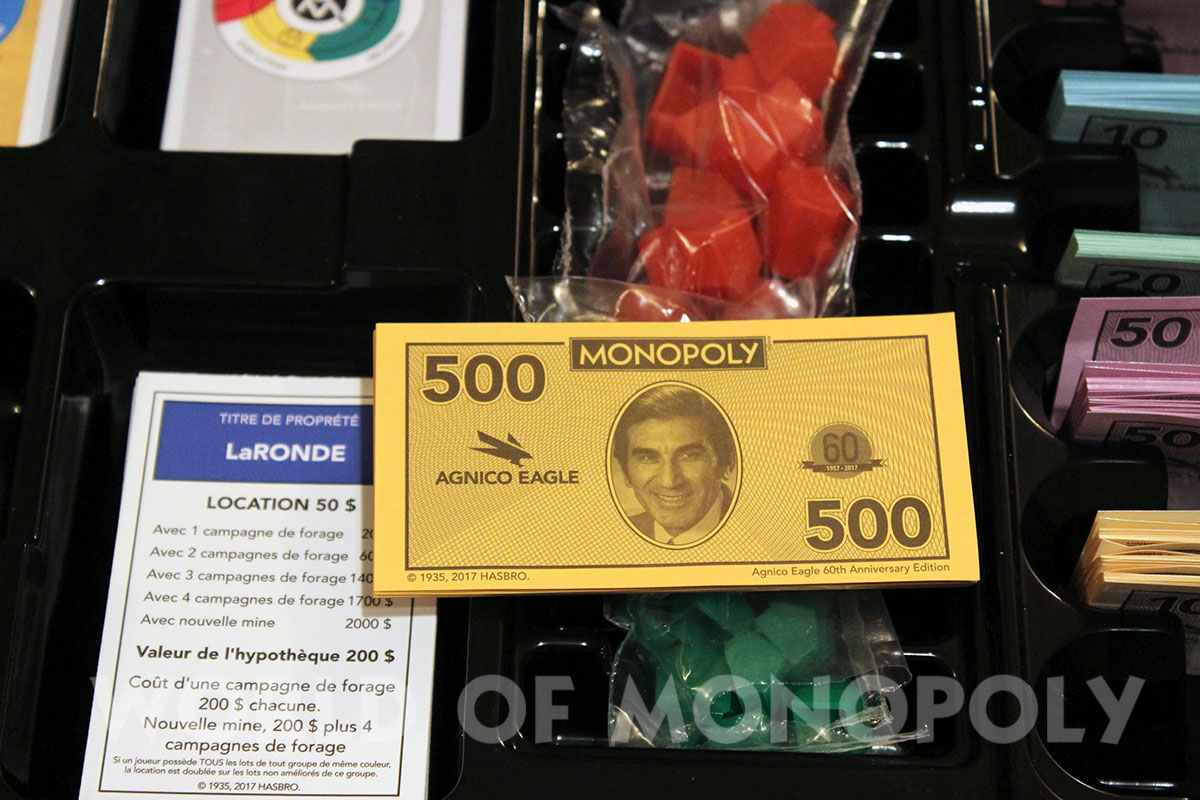 10
20
50
50
500
MONOPOLY
AGNICO EAGLE
60
1957 • 2017
500
© 1935, 2017 HASBRO.
Agnico Eagle 60th Anniversary Edition
TITRE DE PROPRÉTÉ
LaRONDE
LOCATION 50 $
Avec 1 campagne de forage
Avec 2 campagnes de forage
Avec 3 campagnes de forage 140
Avec 4 campagnes de forage 1700 $
Avec nouvelle mine 2000 $
Valeur de l'hypothèque 200 $
Coût d'une campagne de forage
200 $ chacune.
Nouvelle mine, 200 $ plus 4
campagnes de forage
Si un joueur possède TOUS les lots de tout groupe de même couleur,
la location est doublée sur les lots non améliorés de ce groupe.
© 1935, 2017 HASBRO.
WORLD OF MONOPOLY